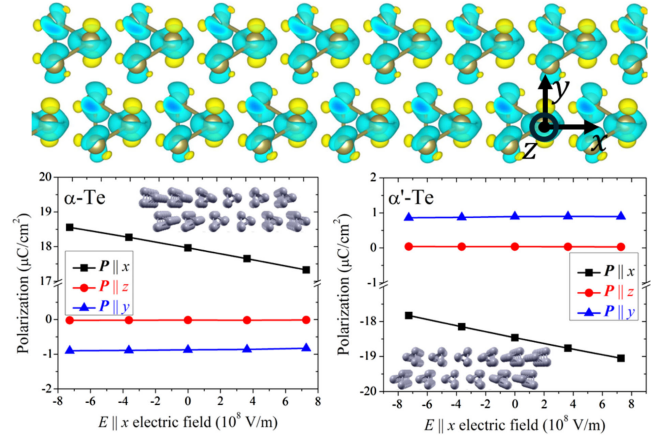 y
x
z
α-Te
Polarization (μC/cm²)
20
19
18
17
0
-1
-2
P || x
P || z
P || y
-8 -6 -4 -2 0 2 4 6 8
E || x electric field (10⁸ V/m)
α'-Te
Polarization (μC/cm²)
2
1
0
-1
-18
-19
-20
P || x
P || z
P || y
-8 -6 -4 -2 0 2 4 6 8
E || x electric field (10⁸ V/m)